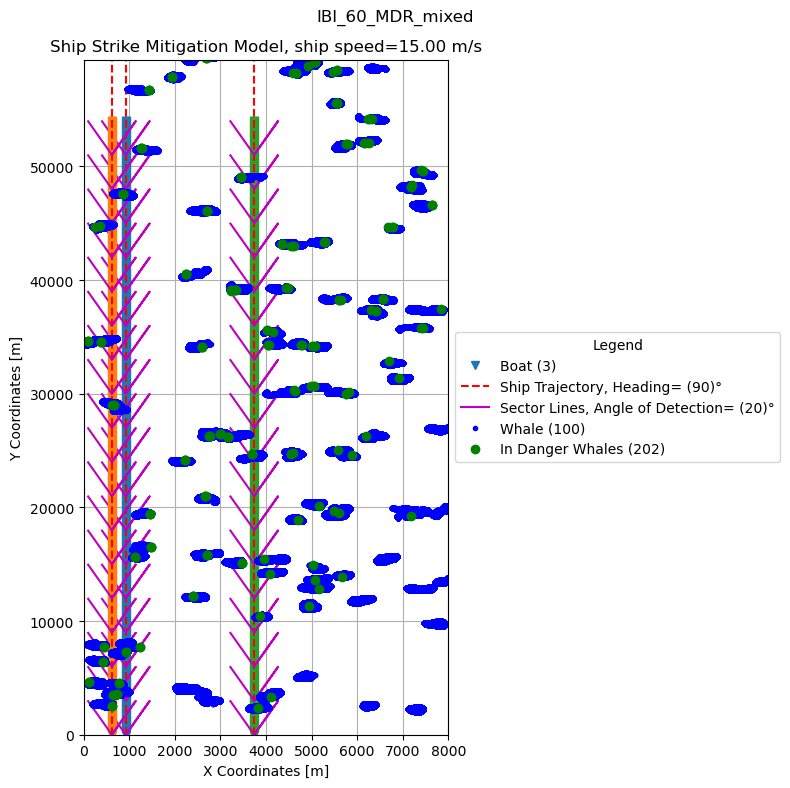 IBI_60_MDR_mixed
Ship Strike Mitigation Model, ship speed=15.00 m/s
Y Coordinates [m]
50000
40000
30000
20000
10000
0
0 1000 2000 3000 4000 5000 6000 7000 8000
X Coordinates [m]
Legend
Boat (3)
Ship Trajectory, Heading= (90)°
Sector Lines, Angle of Detection= (20)°
Whale (100)
In Danger Whales (202)